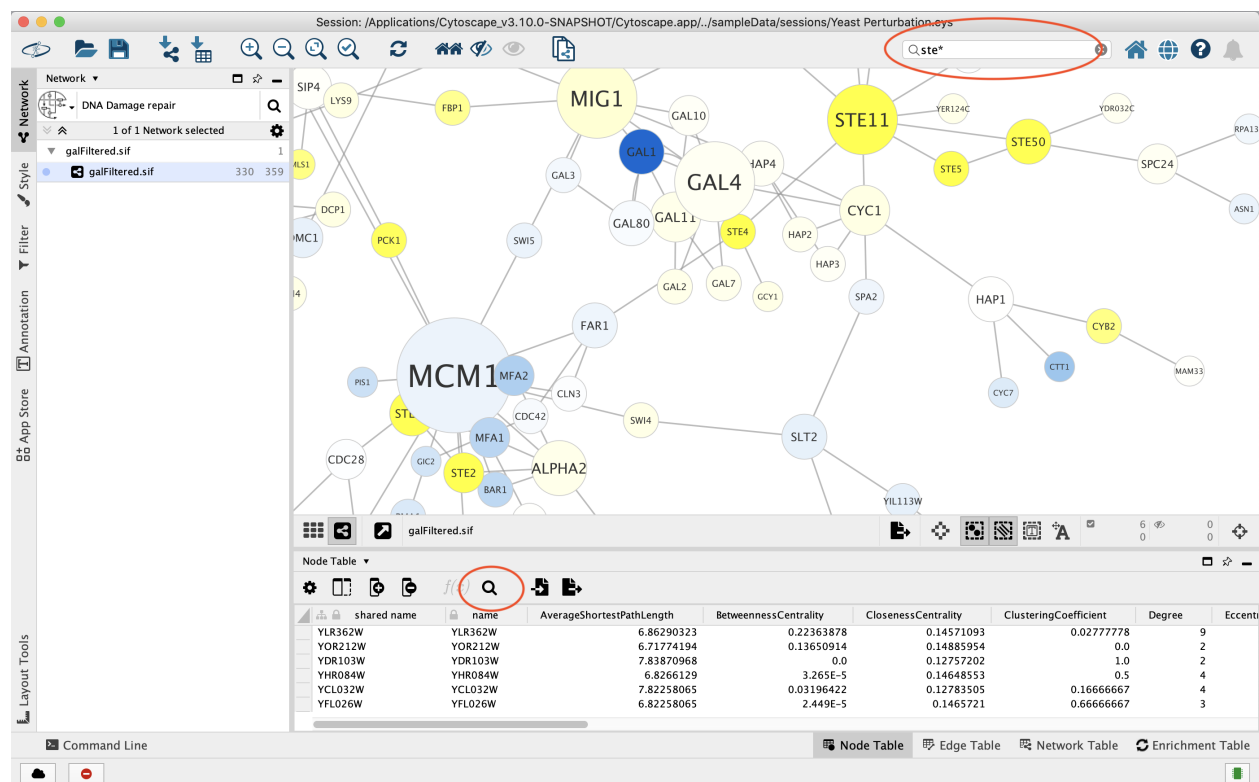 Session: /Applications/Cytoscape_v3.10.0-SNAPSHOT/Cytoscape.app/../sampleData/sessions/Yeast Perturbation.cys
ste*
Network
Style
Filter
Annotation
App Store
Layout Tools
Network ▼
DNA Damage repair
1 of 1 Network selected
galFiltered.sif 1
galFiltered.sif 330 359
SIP4
LYS9
FBP1
MIG1
GAL10
STE11
YER124C
YDR032C
RPA13
GAL1
HAP4
STE50
MLS1
GAL3
GAL4
STE5
SPC24
DCP1
GAL80
GAL11
CYC1
ASN1
PCK1
SWI5
STE4
HAP2
HAP3
GAL2
GAL7
GCY1
SPA2
HAP1
FAR1
CYB2
MCM1
MFA2
PIS1
CLN3
CTT1
CYC7
MAM33
CDC42
SWI4
MFA1
SLT2
CDC28
GIC2
STE2
ALPHA2
BAR1
YIL113W
galFiltered.sif
6 0
0 0
Node Table ▼
f(x)
shared name name AverageShortestPathLength BetweennessCentrality ClosenessCentrality ClusteringCoefficient Degree Eccent
YLR362W YLR362W 6.86290323 0.22363878 0.14571093 0.02777778 9
YOR212W YOR212W 6.71774194 0.13650914 0.14885954 0.0 2
YDR103W YDR103W 7.83870968 0.0 0.12757202 1.0 2
YHR084W YHR084W 6.8266129 3.265E-5 0.14648553 0.5 4
YCL032W YCL032W 7.82258065 0.03196422 0.12783505 0.16666667 4
YFL026W YFL026W 6.82258065 2.449E-5 0.1465721 0.66666667 3
Command Line
Node Table
Edge Table
Network Table
Enrichment Table